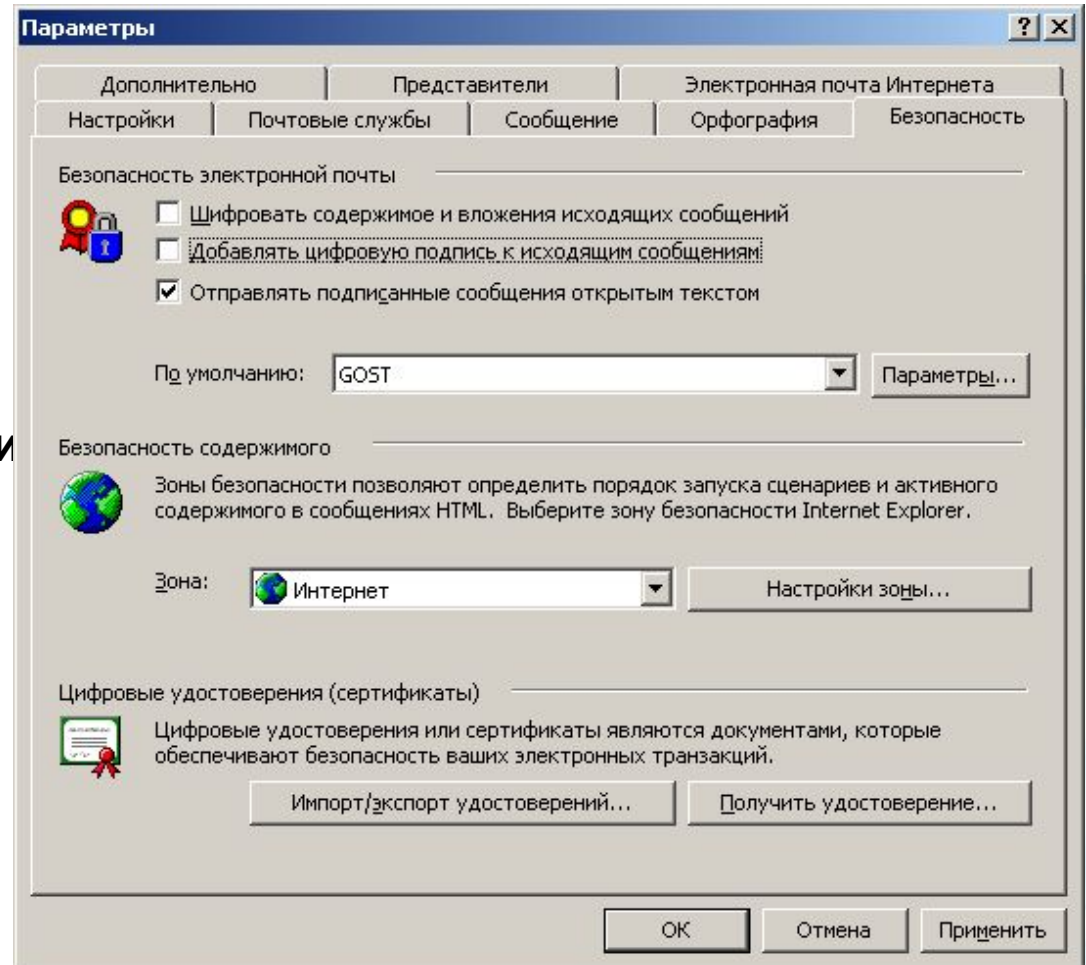 Параметры
Дополнительно Представители Электронная почта Интернета
Настройки Почтовые службы Сообщение Орфография Безопасность
Безопасность электронной почты
Шифровать содержимое и вложения исходящих сообщений
Добавлять цифровую подпись к исходящим сообщениям
Отправлять подписанные сообщения открытым текстом
По умолчанию: GOST Параметры...
и
Безопасность содержимого
Зоны безопасности позволяют определить порядок запуска сценариев и активного
содержимого в сообщениях HTML. Выберите зону безопасности Internet Explorer.
Зона: Интернет Настройки зоны...
Цифровые удостоверения (сертификаты)
Цифровые удостоверения или сертификаты являются документами, которые
обеспечивают безопасность ваших электронных транзакций.
Импорт/экспорт удостоверений... Получить удостоверение...
ОК Отмена Применить